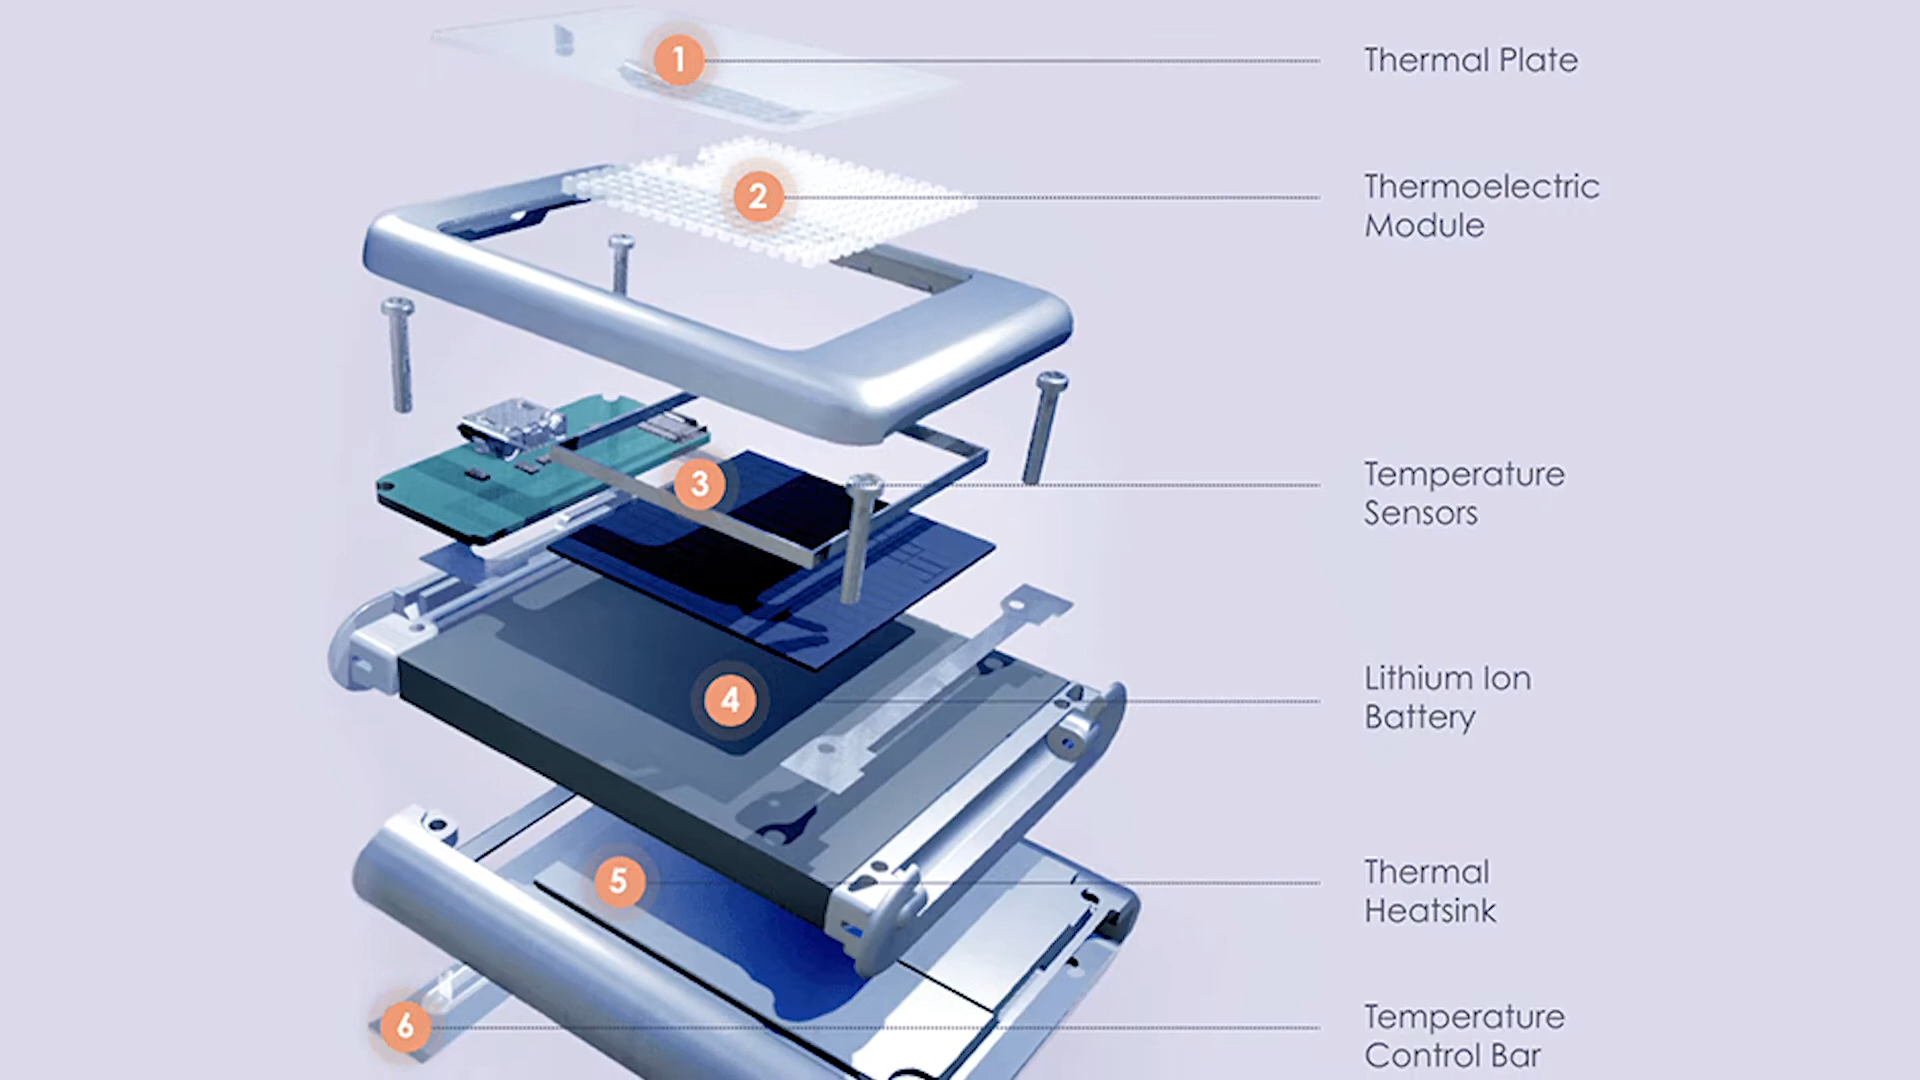 1
Thermal Plate
2
Thermoelectric
Module
3
Temperature
Sensors
4
Lithium Ion
Battery
5
Thermal
Heatsink
6
Temperature
Control Bar